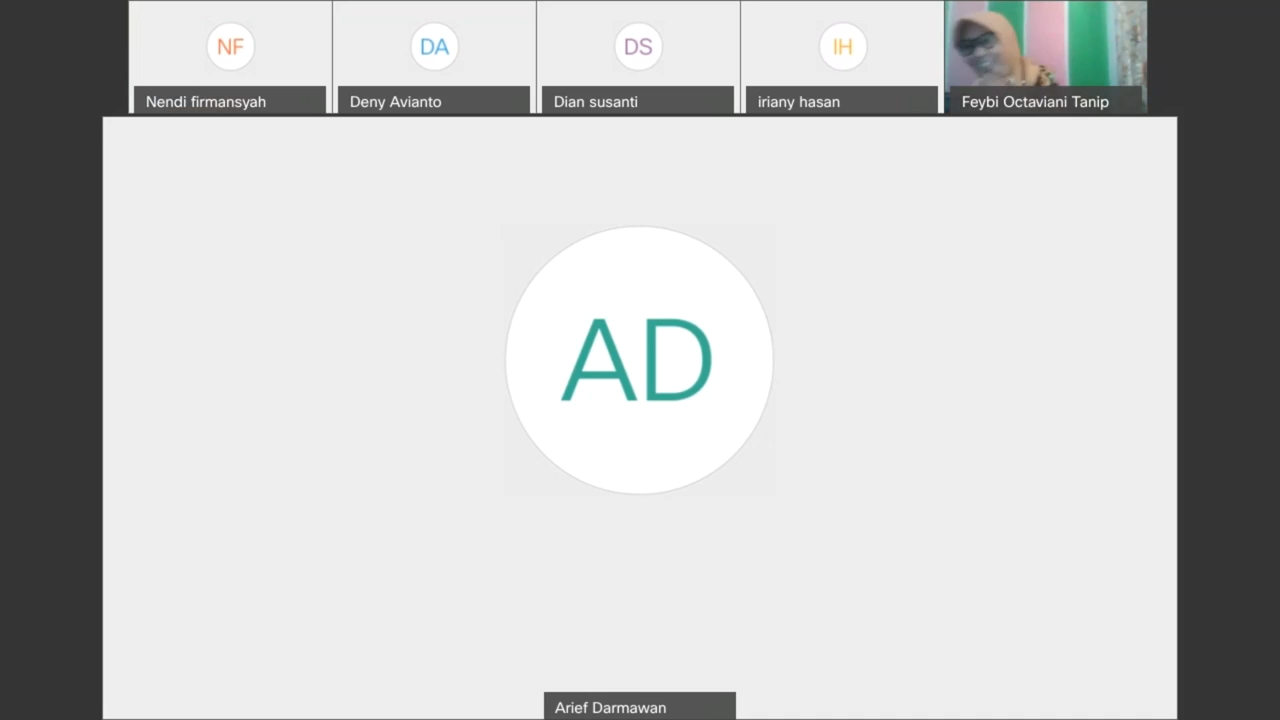 NF
DA
DS
IH
Nendi firmansyah
Deny Avianto
Dian susanti
iriany hasan
Feybi Octaviani Tanip
AD
Arief Darmawan